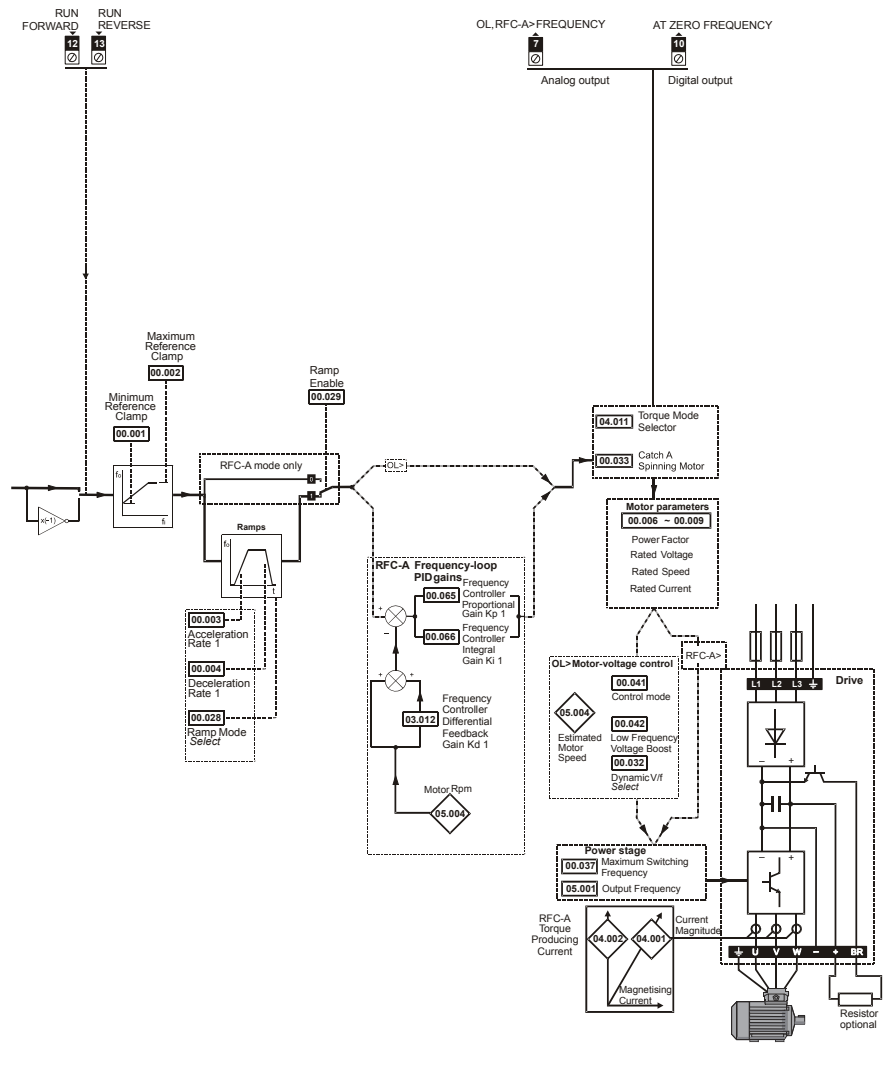 RUN
FORWARD
RUN
REVERSE
12
13
OL,RFC-A>FREQUENCY
7
Analog output
AT ZERO FREQUENCY
10
Digital output
Maximum
Reference
Clamp
00.002
Minimum
Reference
Clamp
00.001
x(-1)
Ramp
Enable
00.029
RFC-A mode only
0
1
Ramps
t
00.003
Acceleration
Rate 1
00.004
Deceleration
Rate 1
00.028
Ramp Mode
Select
OL>
RFC-A Frequency-loop
PID gains
00.065
Frequency
Controller
Proportional
Gain Kp 1
00.066
Frequency
Controller
Integral
Gain Ki 1
+
–
+
+
03.012
Frequency
Controller
Differential
Feedback
Gain Kd 1
Motor Rpm
05.004
04.011
Torque Mode
Selector
00.033
Catch A
Spinning Motor
Motor parameters
00.006 ~ 00.009
Power Factor
Rated Voltage
Rated Speed
Rated Current
RFC-A>
OL>Motor-voltage control
00.041
Control mode
05.004
Estimated
Motor
Speed
00.042
Low Frequency
Voltage Boost
00.032
Dynamic V/f
Select
Power stage
00.037
Maximum Switching
Frequency
05.001
Output Frequency
RFC-A
Torque
Producing
Current
04.002
04.001
Current
Magnitude
Magnetising
Current
Drive
L1 L2 L3
– +
– +
U V W – + BR
Resistor
optional